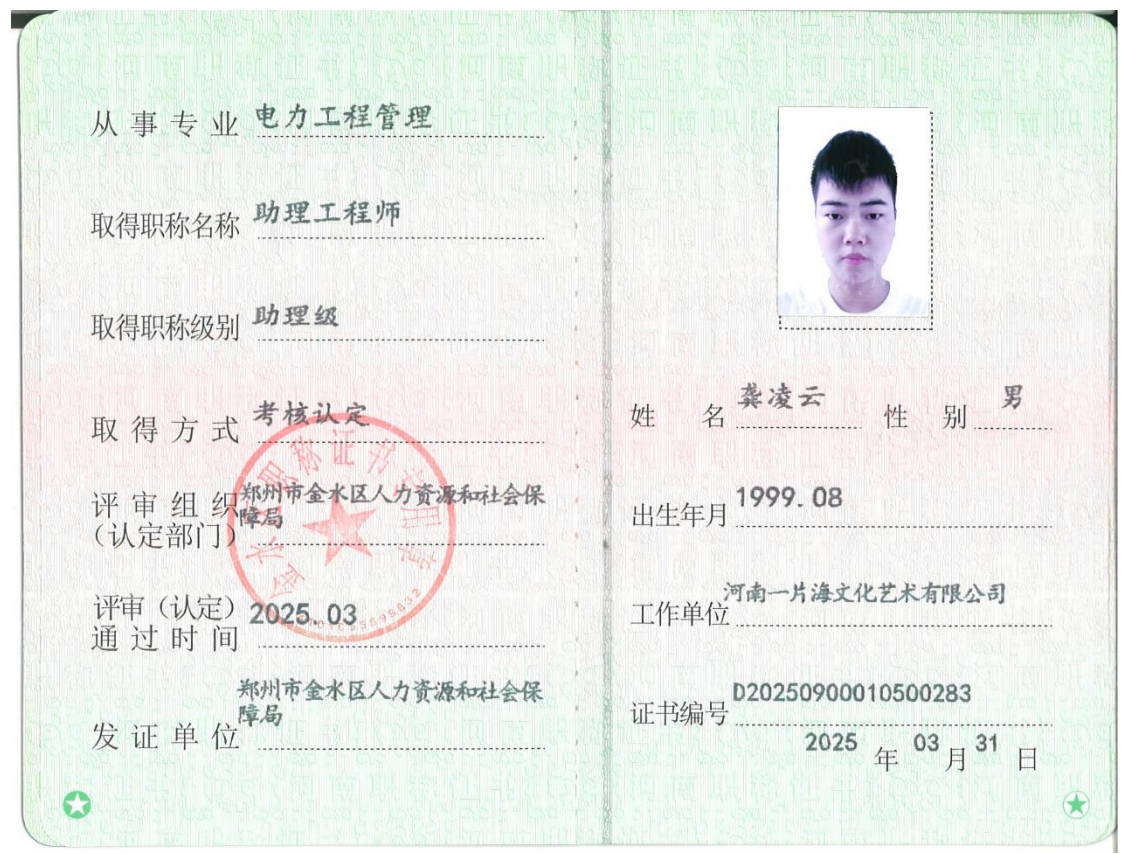 从事专业 电力工程管理
取得职称名称 助理工程师
取得职称级别 助理级
取得方式 考核认定
评审组织 郑州市金水区人力资源和社会保
(认定部门) 障局
评审(认定) 2025.03
通过时间
郑州市金水区人力资源和社会保
发证单位 障局
姓名 龚凌云 性别 男
出生年月 1999.08
工作单位 河南一片海文化艺术有限公司
证书编号 D20250900010500283
2025 年 03 月 31 日
职称证书专用章